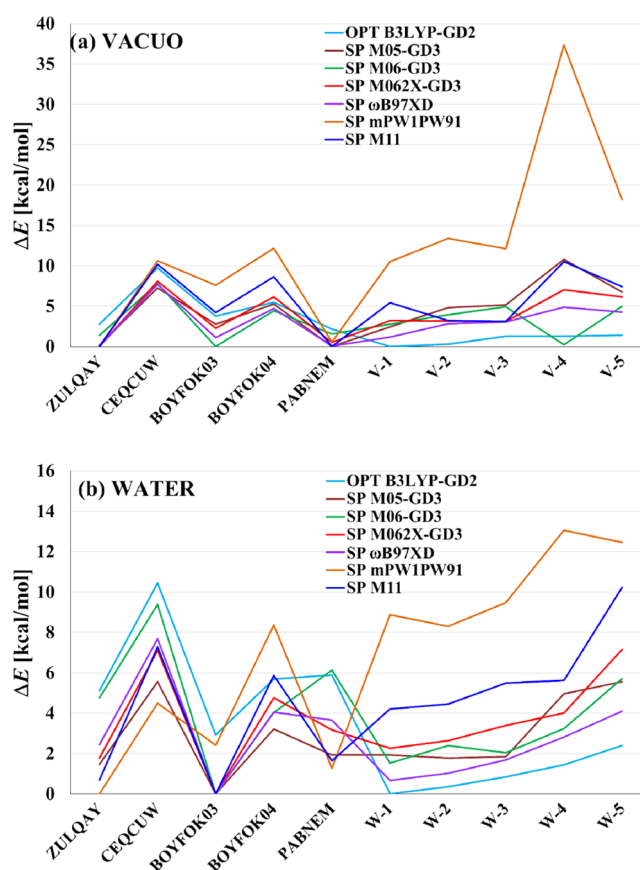 (a) VACUO
OPT B3LYP-GD2
SP M05-GD3
SP M06-GD3
SP M062X-GD3
SP ωB97XD
SP mPW1PW91
SP M11
ΔE [kcal/mol]
40
35
30
25
20
15
10
5
0
ZULQAY
CEQCUW
BOYFOK03
BOYFOK04
PABNEM
V-1
V-2
V-3
V-4
V-5
(b) WATER
OPT B3LYP-GD2
SP M05-GD3
SP M06-GD3
SP M062X-GD3
SP ωB97XD
SP mPW1PW91
SP M11
ΔE [kcal/mol]
16
14
12
10
8
6
4
2
0
ZULQAY
CEQCUW
BOYFOK03
BOYFOK04
PABNEM
W-1
W-2
W-3
W-4
W-5